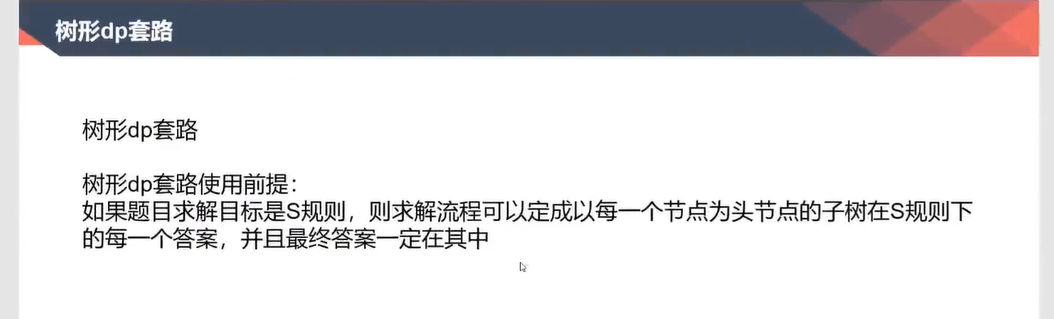 树形dp套路
树形dp套路
树形dp套路使用前提：
如果题目求解目标是S规则，则求解流程可以定成以每一个节点为头节点的子树在S规则下
的每一个答案，并且最终答案一定在其中